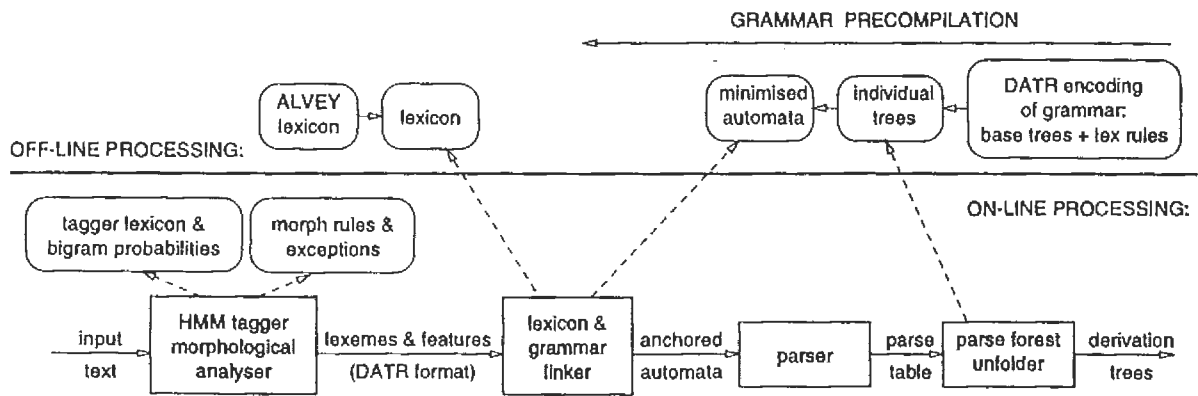 GRAMMAR PRECOMPILATION
ALVEY
lexicon
lexicon
minimised
automata
individual
trees
DATR encoding
of grammar:
base trees + lex rules
OFF-LINE PROCESSING:
ON-LINE PROCESSING:
tagger lexicon &
bigram probabilities
morph rules &
exceptions
input
text
HMM tagger
morphological
analyser
lexemes & features
(DATR format)
lexicon &
grammar
linker
anchored
automata
parser
parse
table
parse forest
unfolder
derivation
trees